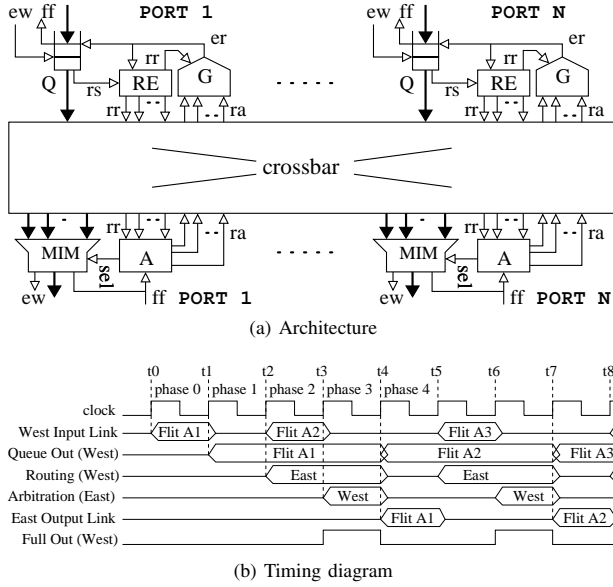 PORT 1
PORT N
ew ff
ew ff
er
er
rr
rr
Q rs RE G
Q rs RE G
rr ra
rr ra
crossbar
rr ra
rr ra
MIM A
MIM A
sel
sel
ew ff PORT 1
ew ff PORT N
(a) Architecture
t0 t1 t2 t3 t4 t5 t6 t7 t8
phase 0 phase 1 phase 2 phase 3 phase 4
clock
West Input Link Flit A1 Flit A2 Flit A3
Queue Out (West) Flit A1 Flit A2 Flit A3
Routing (West) East East
Arbitration (East) West West
East Output Link Flit A1 Flit A2
Full Out (West)
(b) Timing diagram